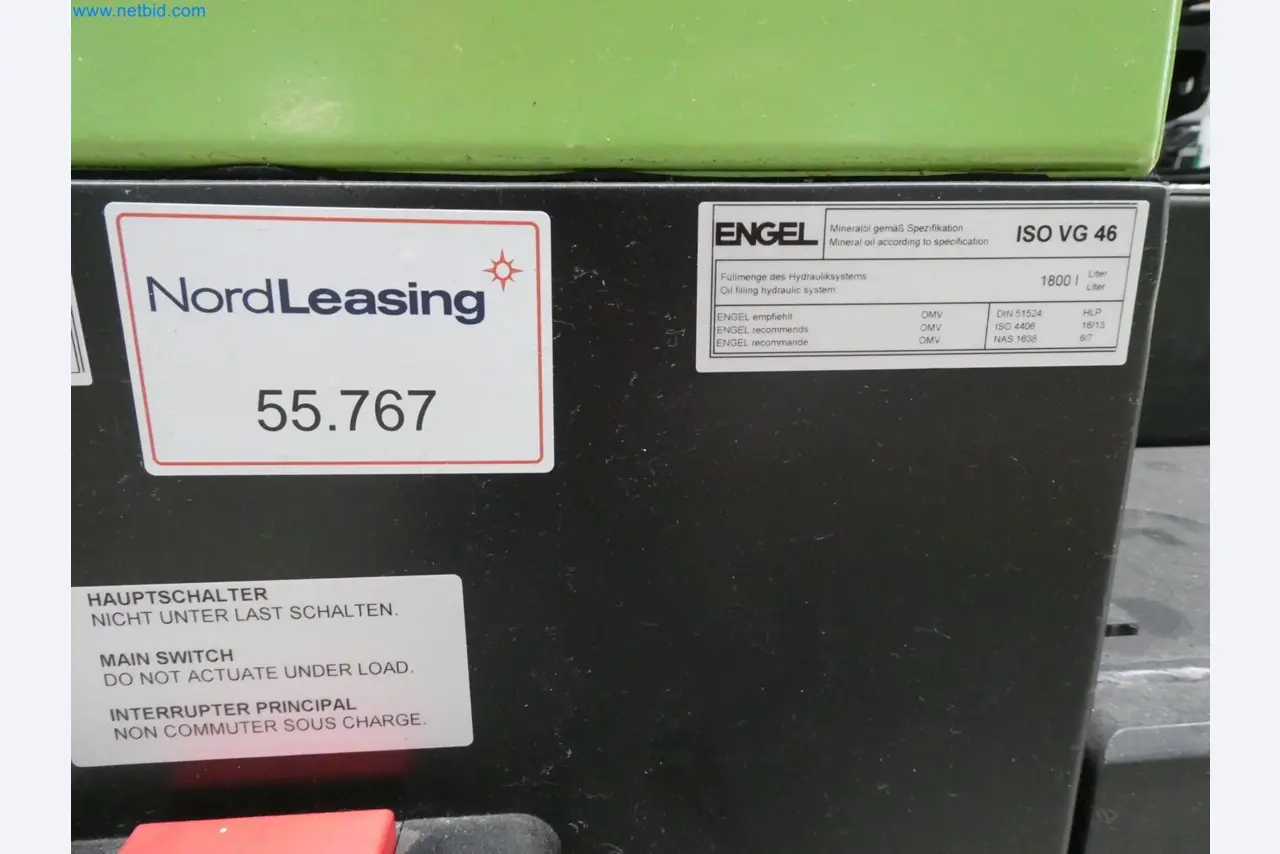 www.netbid.com
NordLeasing
55.767
ENGEL
Mineralöl gemäß Spezifikation
Mineral oil according to specification
ISO VG 46
Füllmenge des Hydrauliksystems
Oil filling hydraulic system
1800 l
Liter
Liter
ENGEL empfiehlt OMV DIN 51524 HLP
ENGEL recommends OMV ISO 4406 16/13
ENGEL recommande OMV NAS 1638 6/7
HAUPTSCHALTER
NICHT UNTER LAST SCHALTEN.
MAIN SWITCH
DO NOT ACTUATE UNDER LOAD.
INTERRUPTER PRINCIPAL
NON COMMUTER SOUS CHARGE.